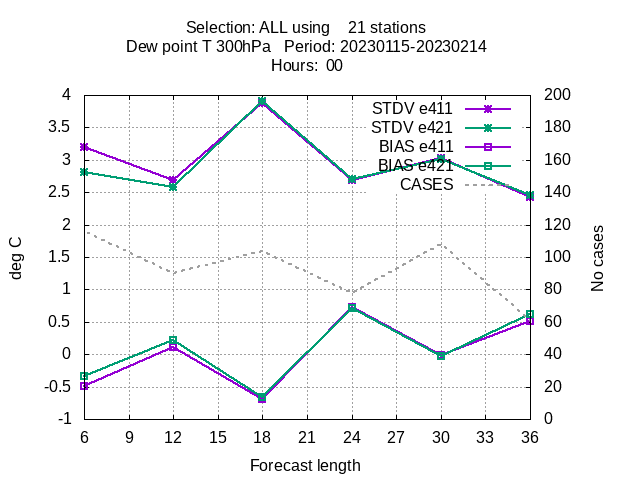 Selection: ALL using    21 stations
Dew point T 300hPa   Period: 20230115-20230214
Hours:  00
STDV e411
STDV e421
BIAS e411
BIAS e421
CASES
4
3.5
3
2.5
2
1.5
1
0.5
0
-0.5
-1
200
180
160
140
120
100
80
60
40
20
0
deg C
No cases
6 9 12 15 18 21 24 27 30 33 36
Forecast length